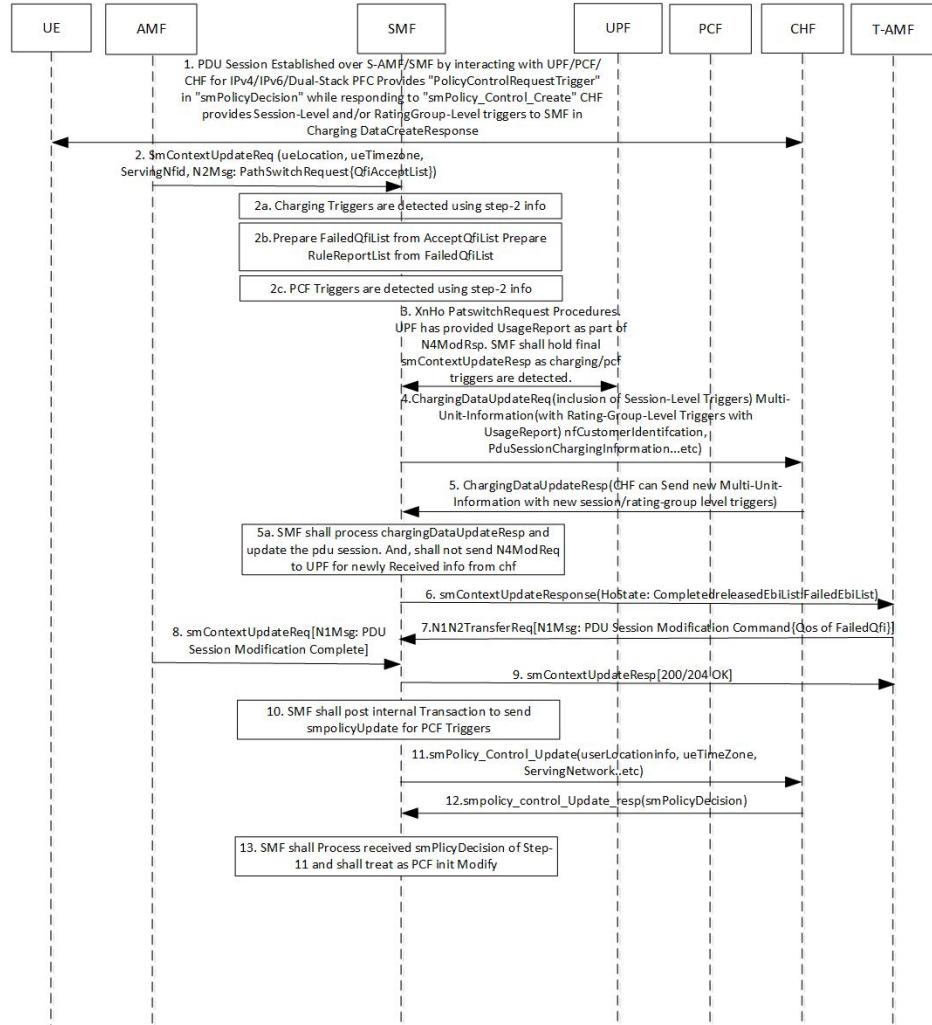 UE
AMF
SMF
UPF
PCF
CHF
T-AMF
1. PDU Session Established over S-AMF/SMF by interacting with UPF/PCF/
CHF for IPv4/IPv6/Dual-Stack PFC Provides "PolicyControlRequestTrigger"
in "smPolicyDecision" while responding to "smPolicy_Control_Create" CHF
provides Session-Level and/or RatingGroup-Level triggers to SMF in
Charging DataCreateResponse
2. SmContextUpdateReq (ueLocation, ueTimezone,
ServingNfid, N2Msg: PathSwitchRequest{QfiAcceptList})
2a. Charging Triggers are detected using step-2 info
2b.Prepare FailedQfiList from AcceptQfiList Prepare
RuleReportList from FailedQfiList
2c. PCF Triggers are detected using step-2 info
3. XnHo PatswitchRequest Procedures.
UPF has provided UsageReport as part of
N4ModRsp. SMF shall hold final
smContextUpdateResp as charging/pcf
triggers are detected.
4.ChargingDataUpdateReq(inclusion of Session-Level Triggers) Multi-
Unit-Information(with Rating-Group-Level Triggers with
UsageReport) nfCustomerIdentifcation,
PduSessionChargingInformation...etc)
5. ChargingDataUpdateResp(CHF can Send new Multi-Unit-
Information with new session/rating-group level triggers)
5a. SMF shall process chargingDataUpdateResp and
update the pdu session. And, shall not send N4ModReq
to UPF for newly Received info from chf
6. smContextUpdateResponse(HoState: CompletedreleasedEbiList:FailedEbiList)
7.N1N2TransferReq[N1Msg: PDU Session Modification Command{Qos of FailedQfi}]
8. smContextUpdateReq[N1Msg: PDU
Session Modification Complete]
9. smContextUpdateResp[200/204 OK]
10. SMF shall post internal Transaction to send
smpolicyUpdate for PCF Triggers
11.smPolicy_Control_Update(userLocationinfo, ueTimeZone,
ServingNetwork..etc)
12.smpolicy_control_Update_resp(smPolicyDecision)
13. SMF shall Process received smPlicyDecision of Step-
11 and shall treat as PCF init Modify